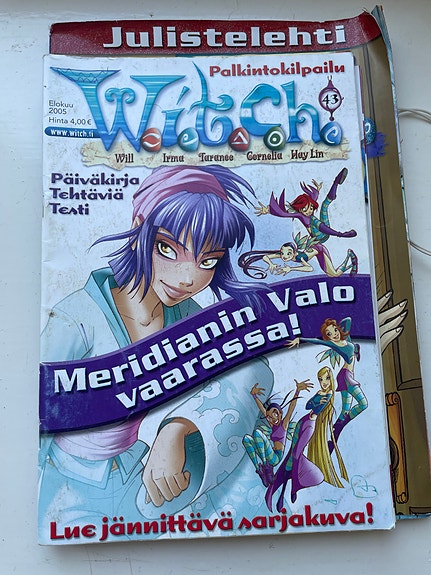 Julistelehti
Palkintokilpailu
Elokuu
2005
Hinta 4,00 €
www.witch.fi
W.i.t.c.h.
43
Will Irma Taranee Cornelia Hay Lin
Päiväkirja
Tehtäviä
Testi
Meridianin Valo
vaarassa!
Lue jännittävä sarjakuva!